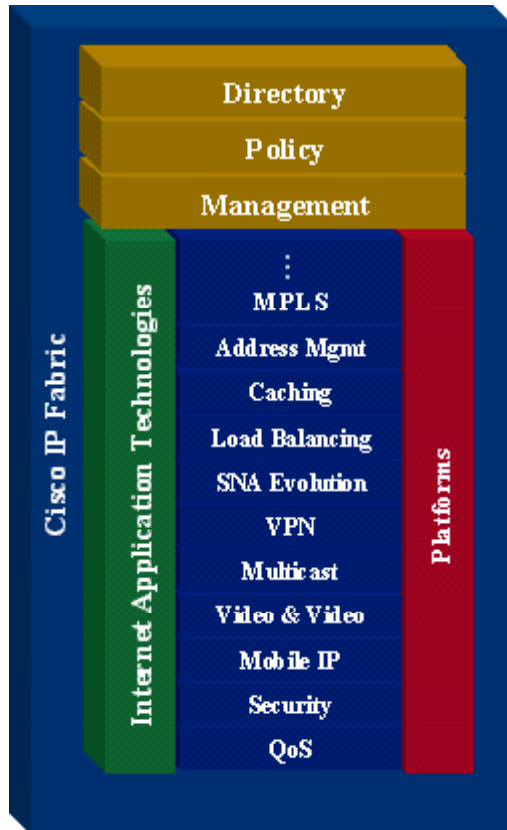 Directory
Policy
Management
Cisco IP Fabric
Internet Application Technologies
⋮
MPLS
Address Mgmt
Caching
Load Balancing
SNA Evolution
VPN
Multicast
Video & Video
Mobile IP
Security
QoS
Platforms